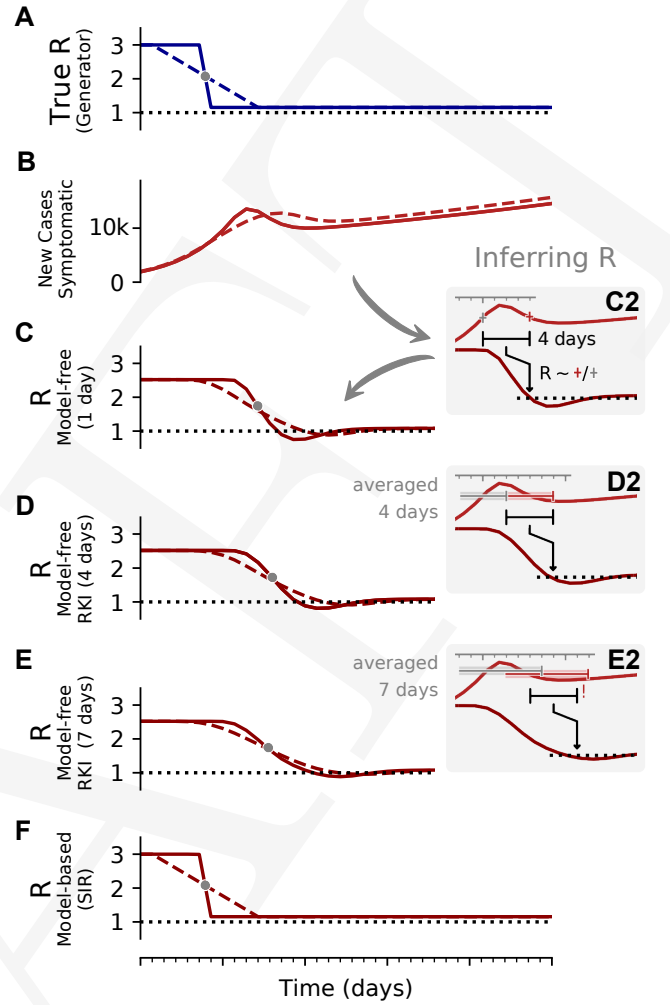 A
True R
(Generator)
3
2
1
B
New Cases
Symptomatic
10k
0
Inferring R
C2
4 days
R ~ +/+
C
R
Model-free
(1 day)
3
2
1
averaged
4 days
D2
D
R
Model-free
RKI (4 days)
3
2
1
averaged
7 days
E2
!
E
R
Model-free
RKI (7 days)
3
2
1
F
R
Model-based
(SIR)
3
2
1
Time (days)
DRAFT